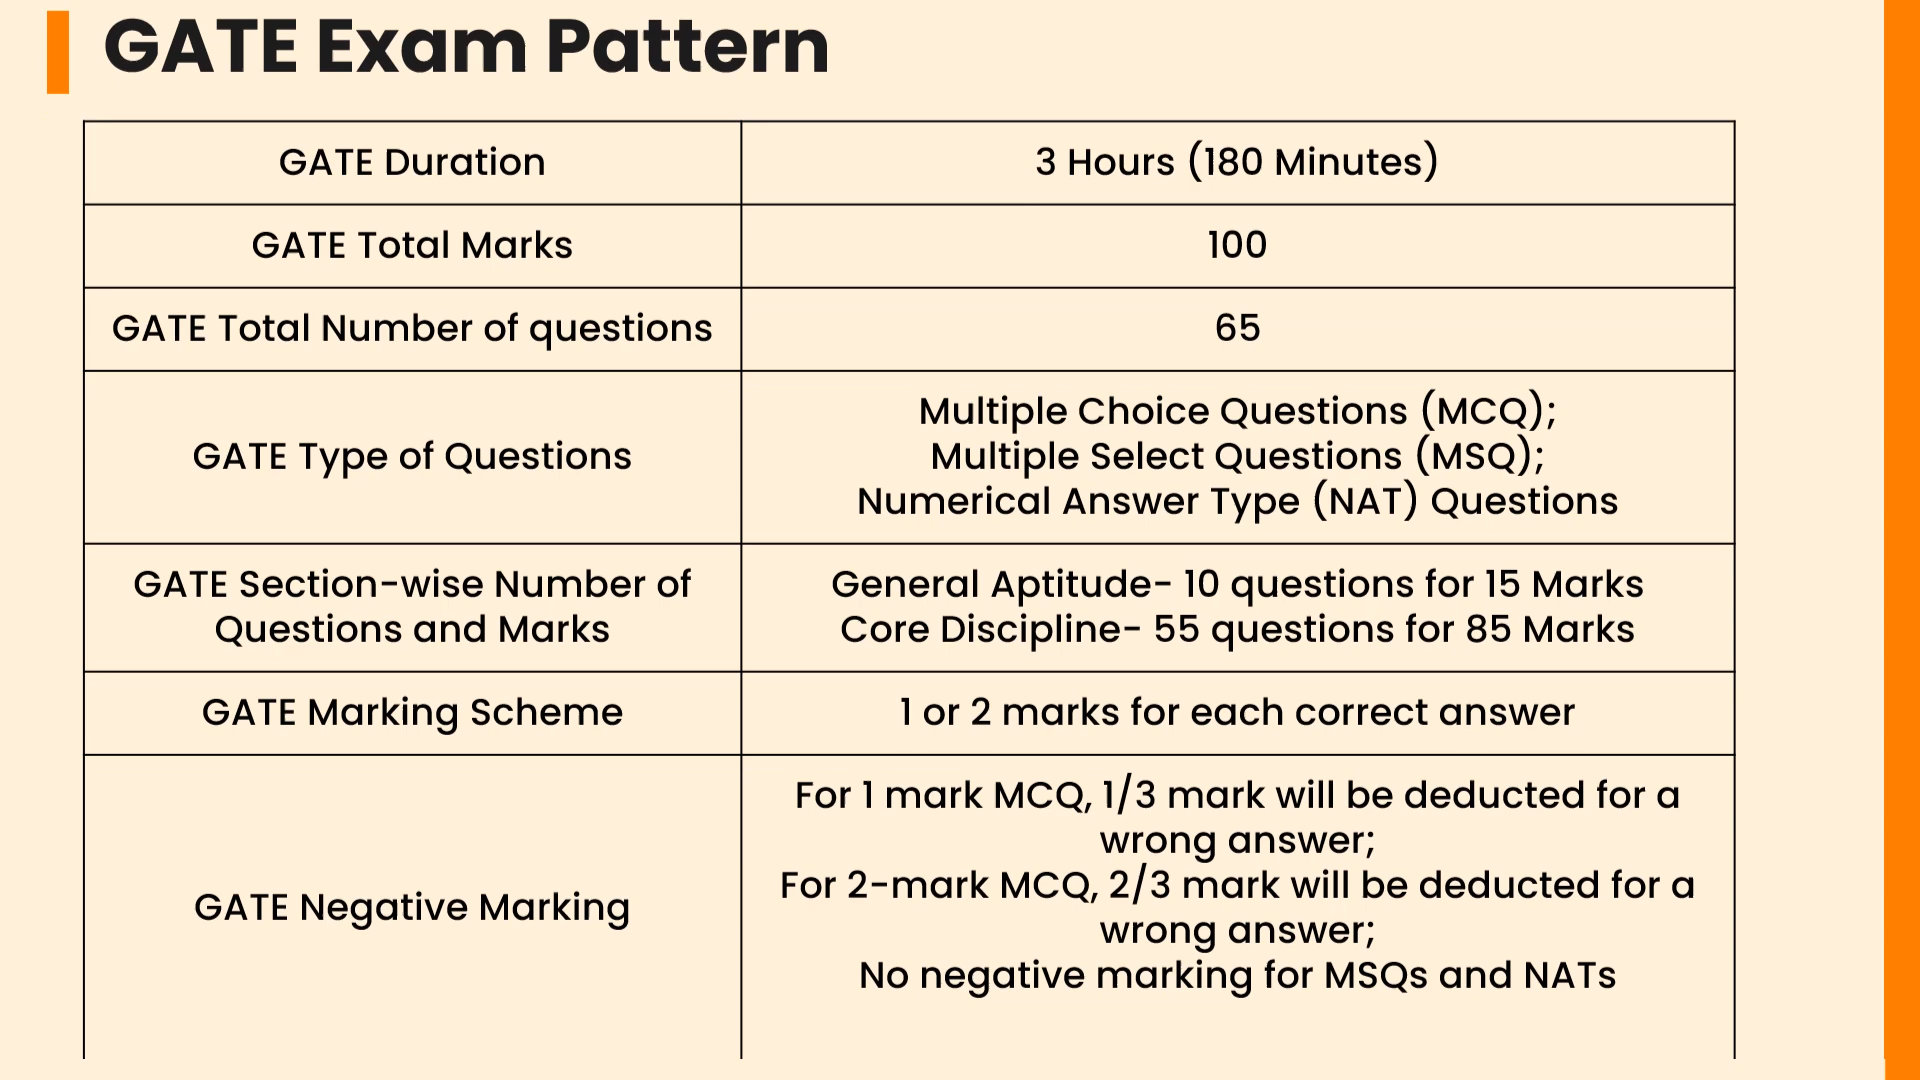 GATE Exam Pattern
GATE Duration
3 Hours (180 Minutes)
GATE Total Marks
100
GATE Total Number of questions
65
GATE Type of Questions
Multiple Choice Questions (MCQ);
Multiple Select Questions (MSQ);
Numerical Answer Type (NAT) Questions
GATE Section-wise Number of
Questions and Marks
General Aptitude- 10 questions for 15 Marks
Core Discipline- 55 questions for 85 Marks
GATE Marking Scheme
1 or 2 marks for each correct answer
GATE Negative Marking
For 1 mark MCQ, 1/3 mark will be deducted for a
wrong answer;
For 2-mark MCQ, 2/3 mark will be deducted for a
wrong answer;
No negative marking for MSQs and NATs